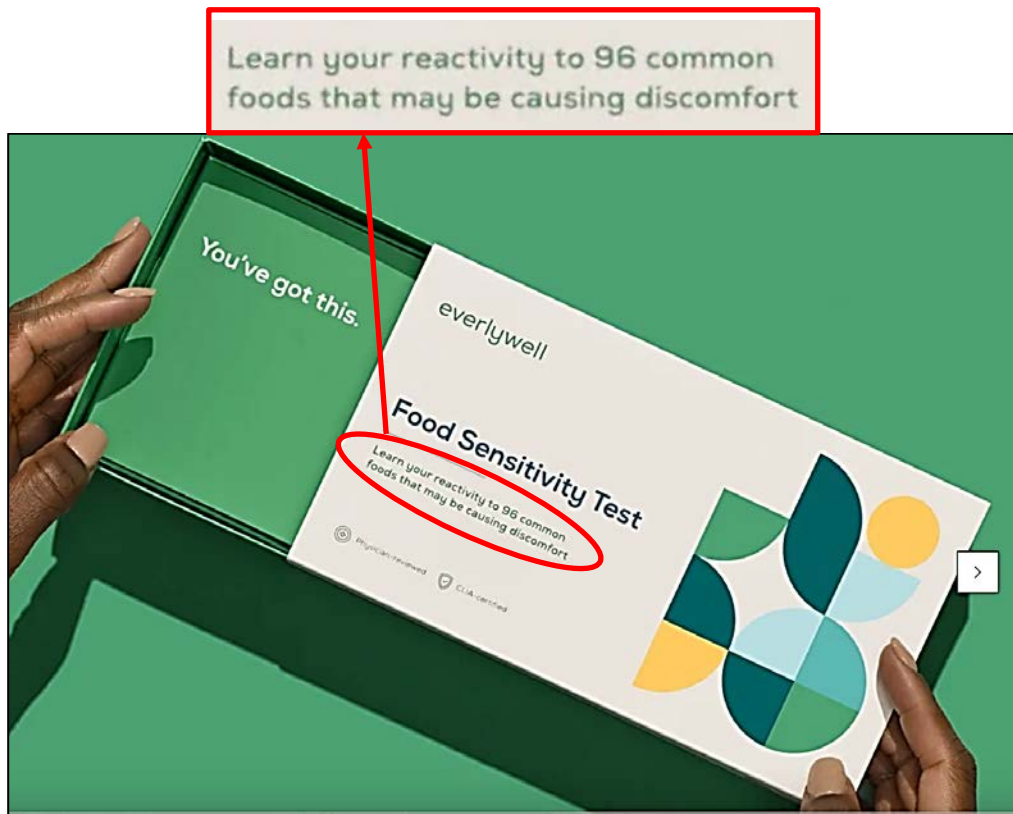 Learn your reactivity to 96 common
foods that may be causing discomfort
You've got this.
everlywell
Food Sensitivity Test
Learn your reactivity to 96 common
foods that may be causing discomfort
Physician-reviewed
CLIA-certified